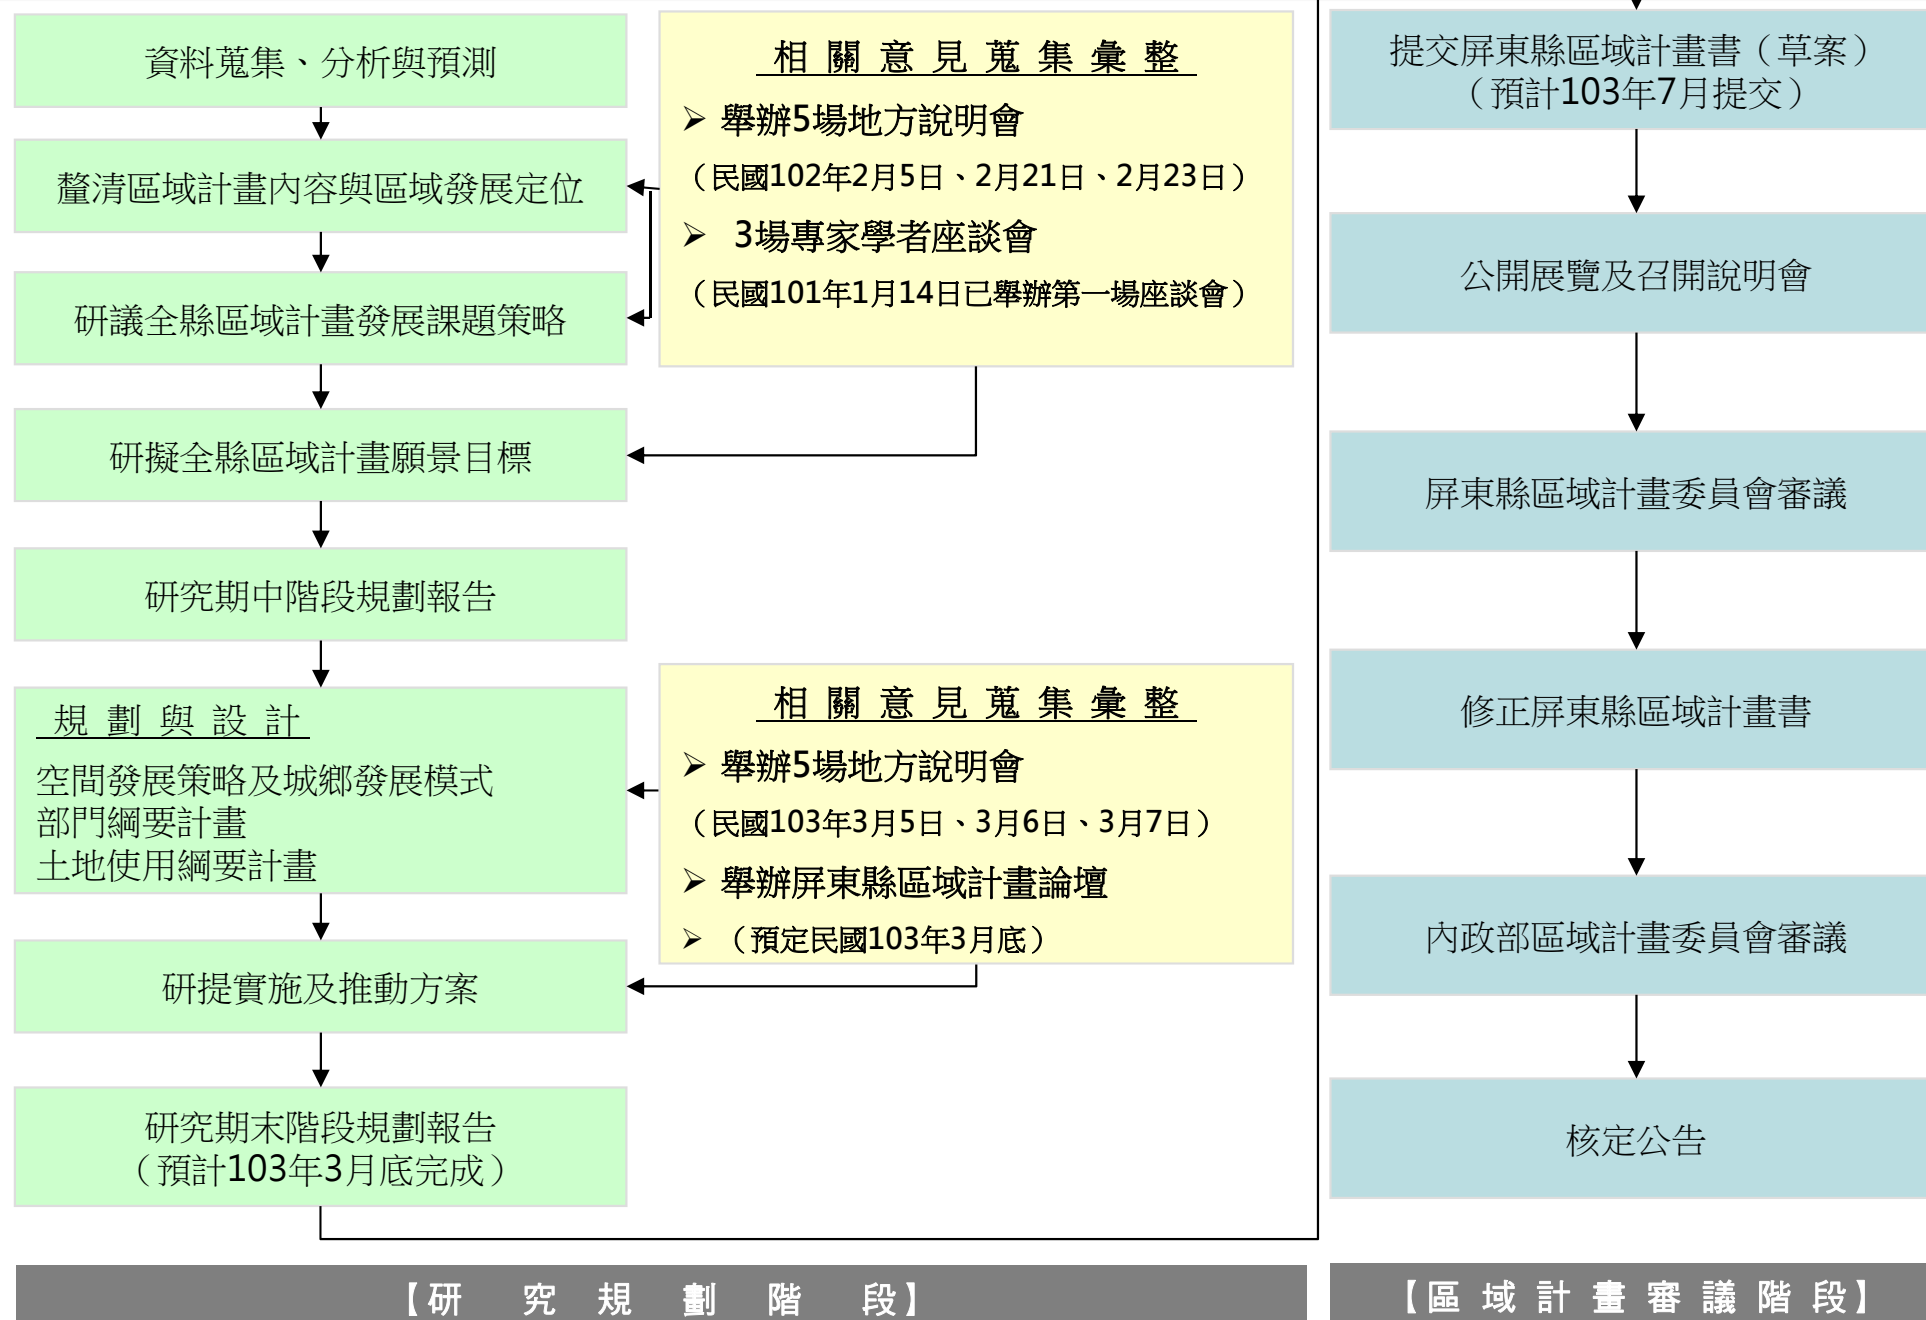 資料蒐集、分析與預測
釐清區域計畫內容與區域發展定位
研議全縣區域計畫發展課題策略
研擬全縣區域計畫願景目標
研究期中階段規劃報告
規劃與設計
空間發展策略及城鄉發展模式
部門綱要計畫
土地使用綱要計畫
研提實施及推動方案
研究期末階段規劃報告
（預計103年3月底完成）
相關意見蒐集彙整
➢ 舉辦5場地方說明會
（民國102年2月5日、2月21日、2月23日）
➢ 3場專家學者座談會
（民國101年1月14日已舉辦第一場座談會）
相關意見蒐集彙整
➢ 舉辦5場地方說明會
（民國103年3月5日、3月6日、3月7日）
➢ 舉辦屏東縣區域計畫論壇
➢ （預定民國103年3月底）
【研究規劃階段】
提交屏東縣區域計畫書（草案）
（預計103年7月提交）
公開展覽及召開說明會
屏東縣區域計畫委員會審議
修正屏東縣區域計畫書
內政部區域計畫委員會審議
核定公告
【區域計畫審議階段】